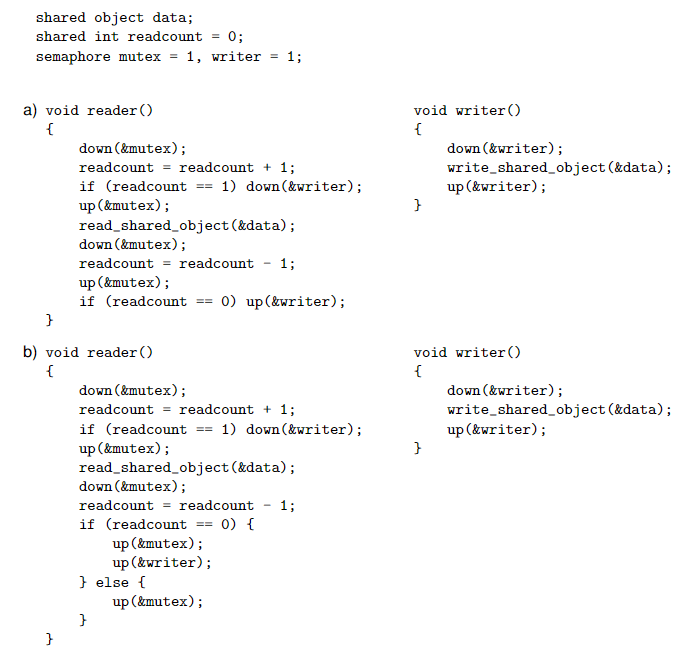 shared object data;
shared int readcount = 0;
semaphore mutex = 1, writer = 1;
a) void reader()
{
down(&mutex);
readcount = readcount + 1;
if (readcount == 1) down(&writer);
up(&mutex);
read_shared_object(&data);
down(&mutex);
readcount = readcount - 1;
up(&mutex);
if (readcount == 0) up(&writer);
}
void writer()
{
down(&writer);
write_shared_object(&data);
up(&writer);
}
b) void reader()
{
down(&mutex);
readcount = readcount + 1;
if (readcount == 1) down(&writer);
up(&mutex);
read_shared_object(&data);
down(&mutex);
readcount = readcount - 1;
if (readcount == 0) {
up(&mutex);
up(&writer);
} else {
up(&mutex);
}
}
void writer()
{
down(&writer);
write_shared_object(&data);
up(&writer);
}